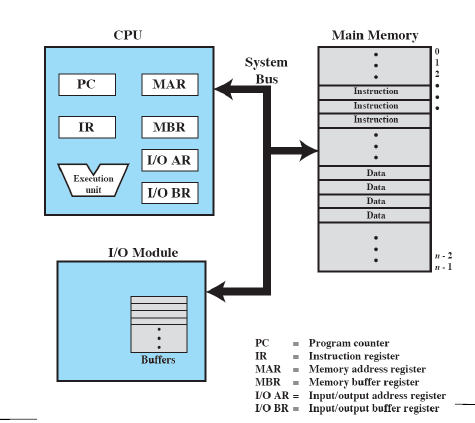 CPU
Main Memory
System
Bus
PC
MAR
IR
MBR
I/O AR
I/O BR
Execution
unit
0
1
2
Instruction
Instruction
Instruction
Data
Data
Data
Data
n - 2
n - 1
I/O Module
Buffers
PC = Program counter
IR = Instruction register
MAR = Memory address register
MBR = Memory buffer register
I/O AR = Input/output address register
I/O BR = Input/output buffer register